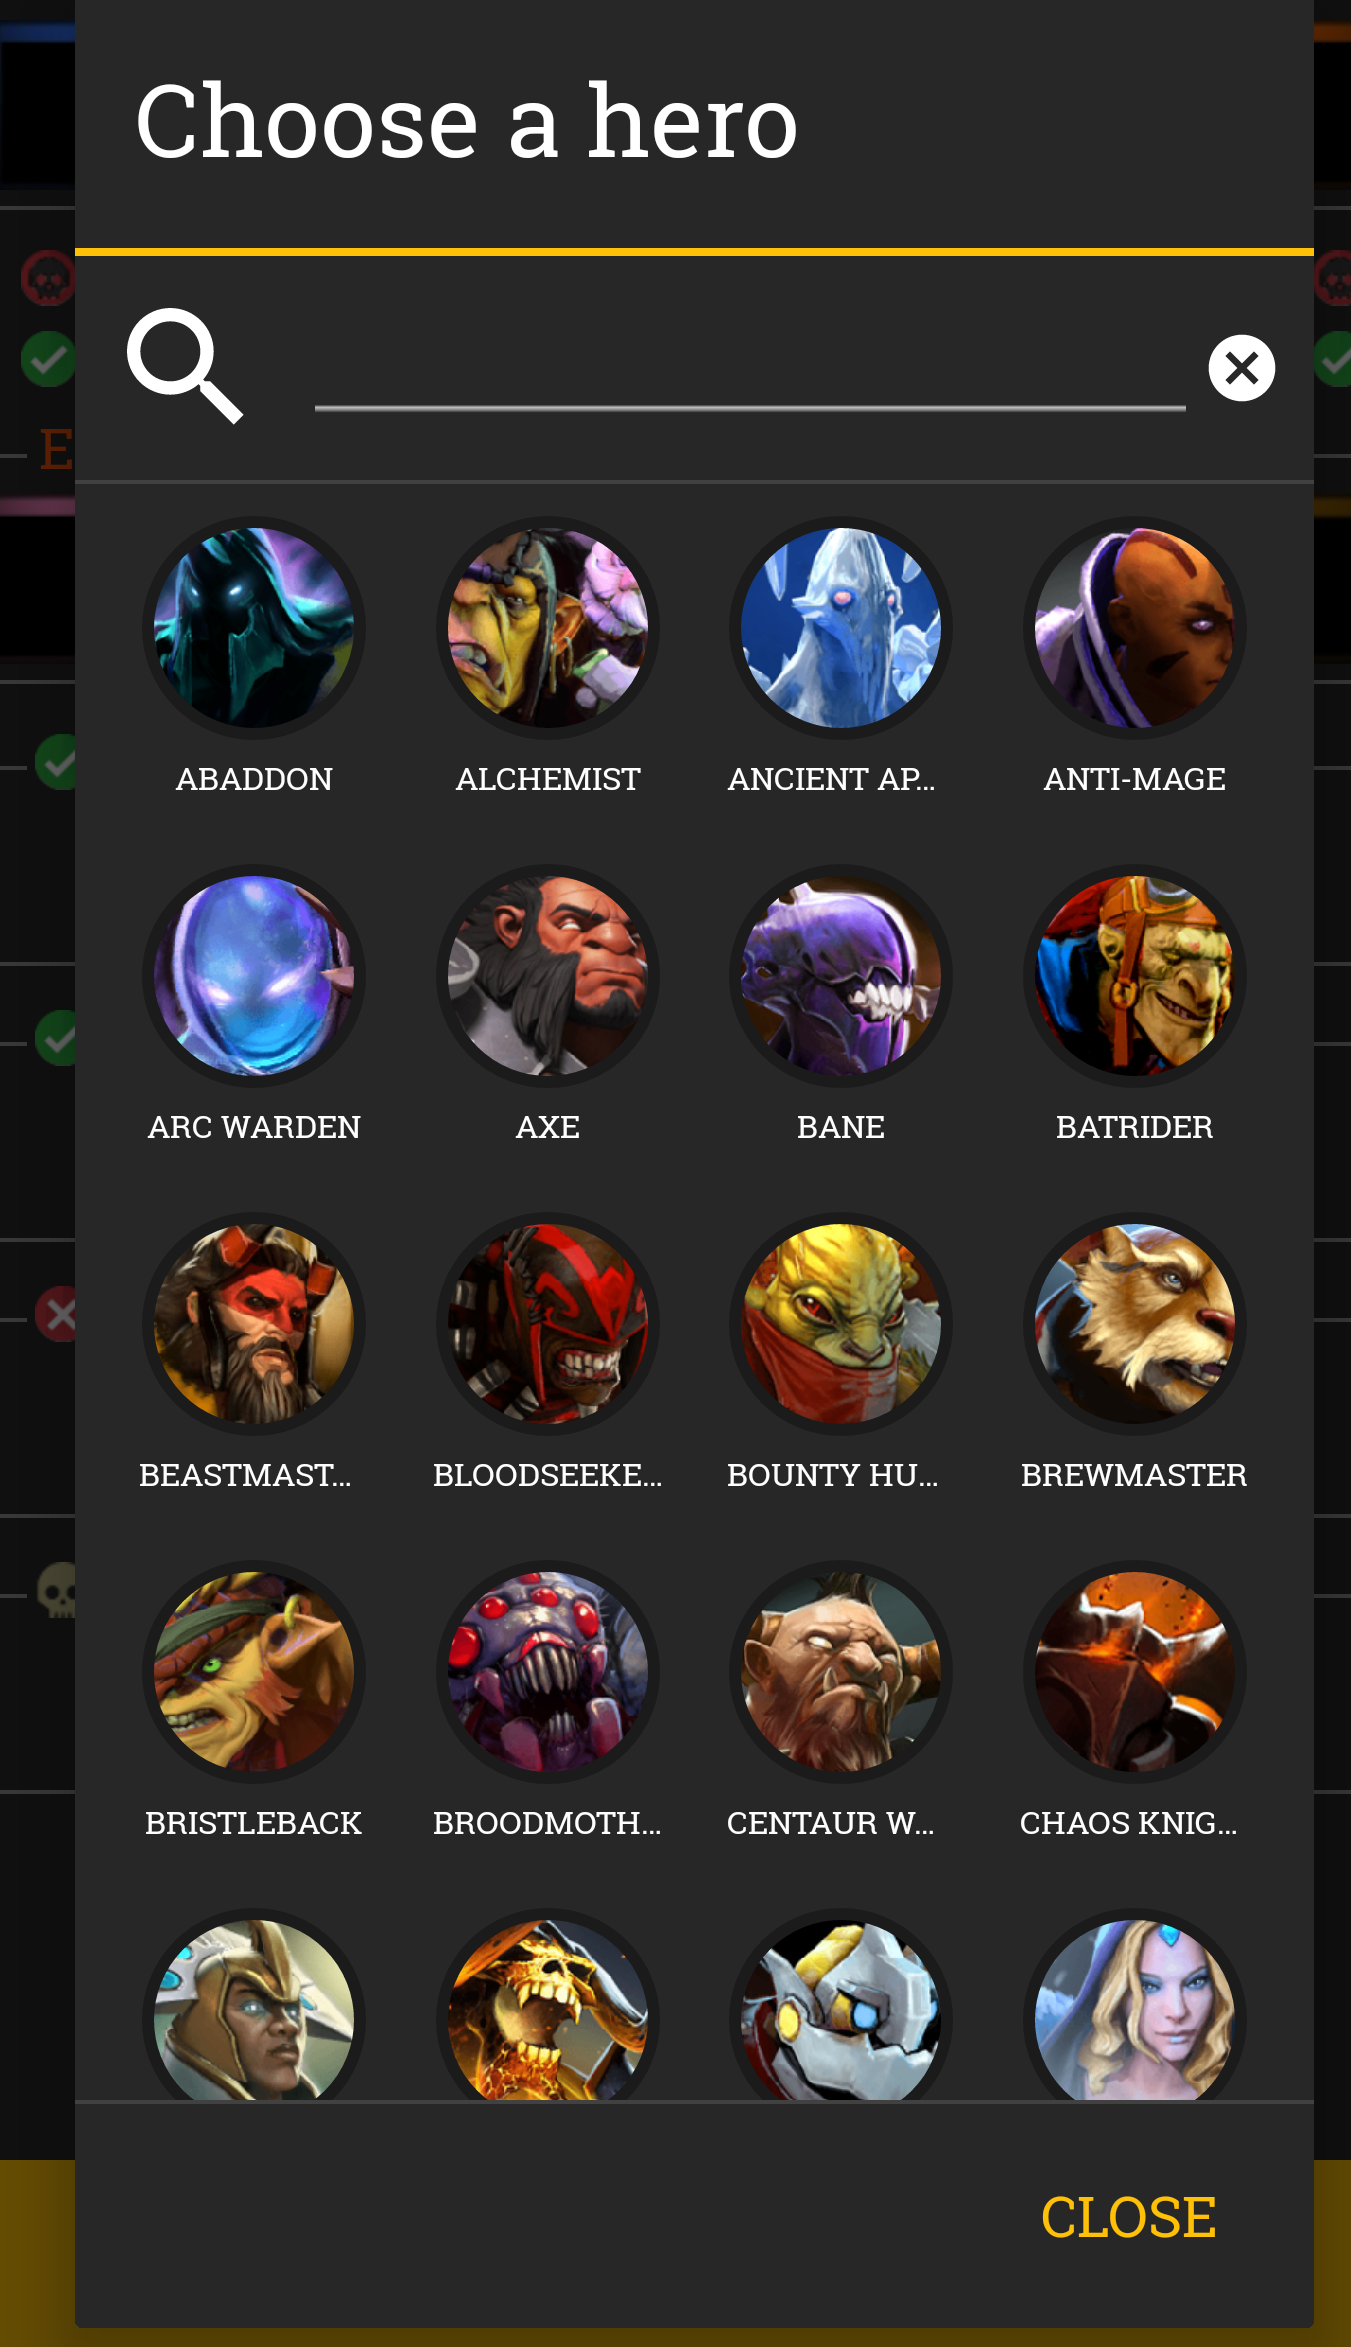 Choose a hero
E
ABADDON ALCHEMIST ANCIENT AP... ANTI-MAGE
ARC WARDEN AXE BANE BATRIDER
BEASTMAST... BLOODSEEKE... BOUNTY HU... BREWMASTER
BRISTLEBACK BROODMOTH... CENTAUR W... CHAOS KNIG...
CLOSE